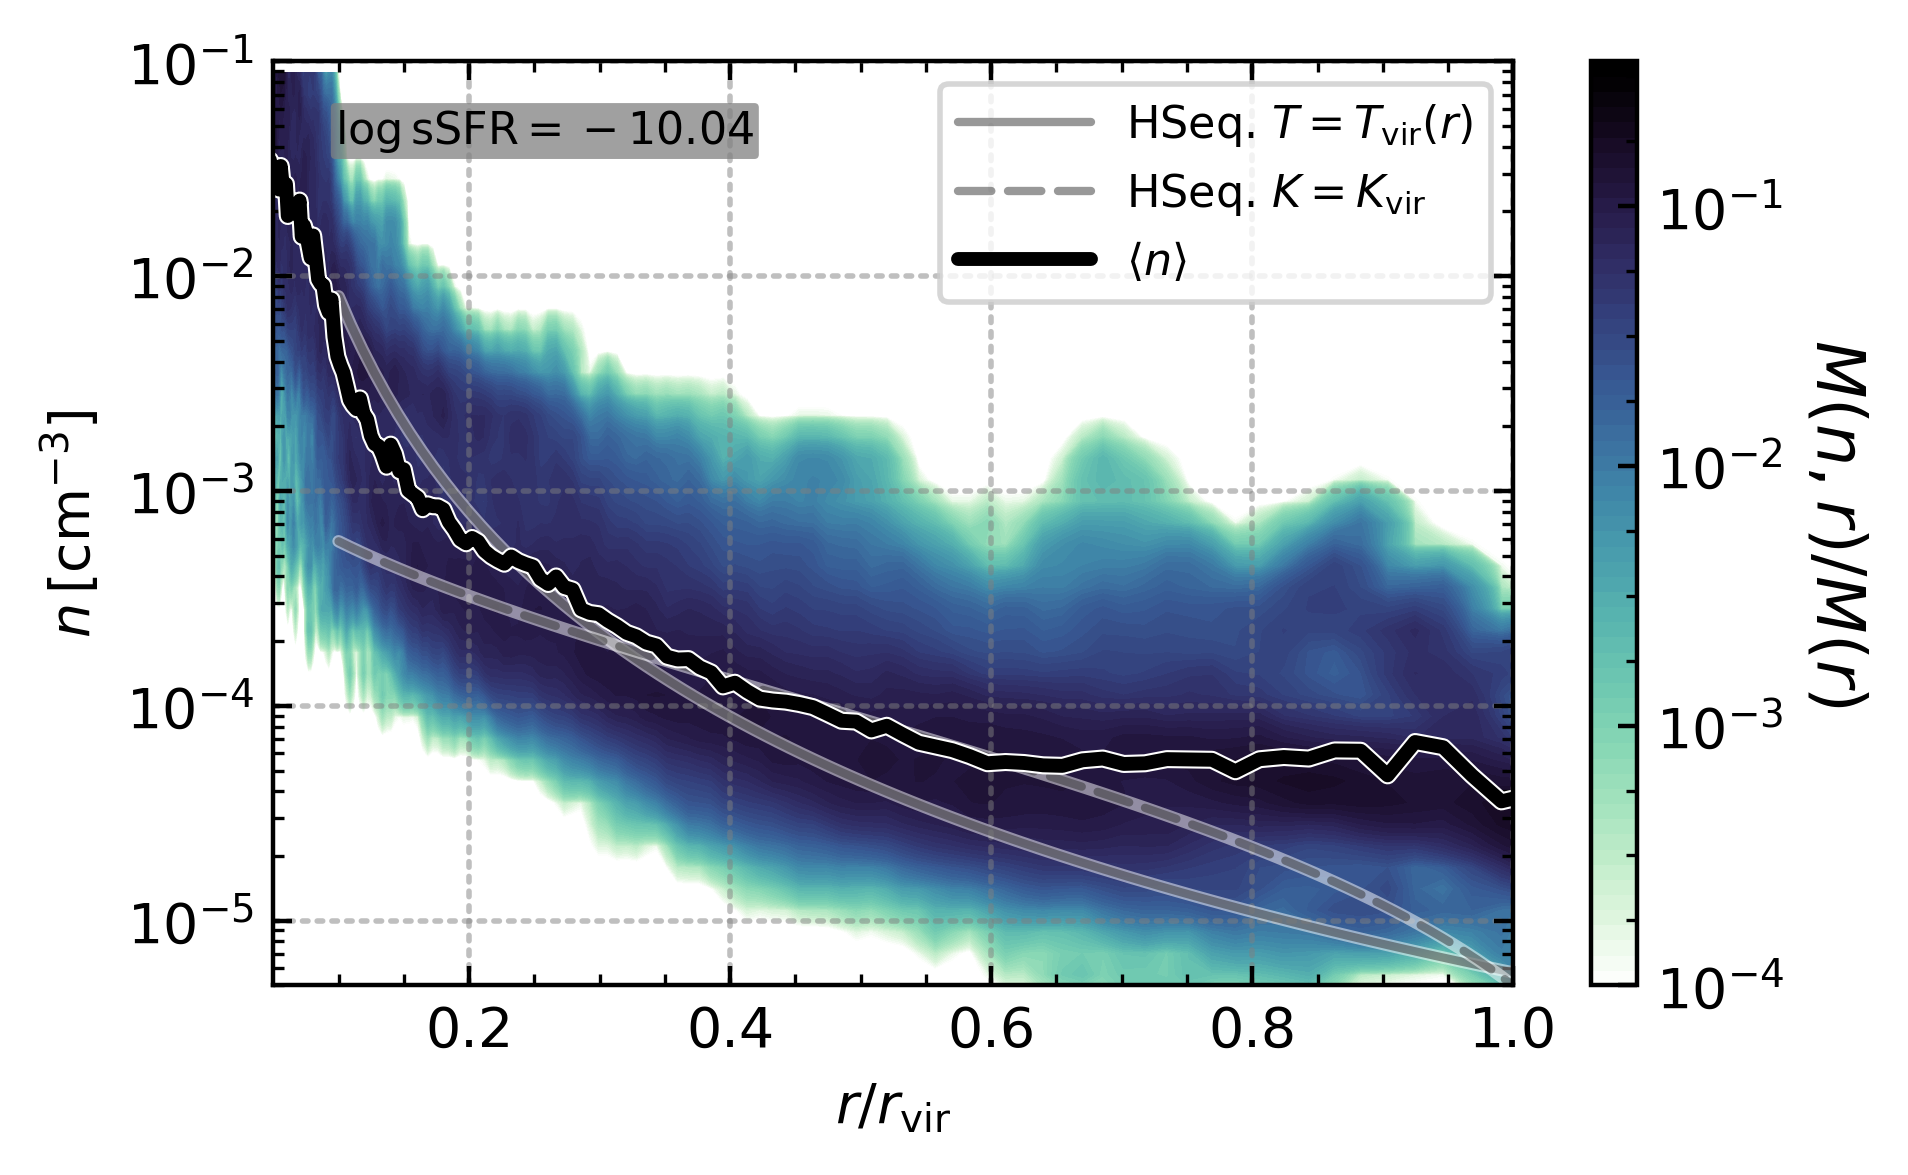 log sSFR = −10.04
HSeq. T = T_vir(r)
HSeq. K = K_vir
⟨n⟩
n [cm⁻³]
10⁻¹
10⁻²
10⁻³
10⁻⁴
10⁻⁵
0.2 0.4 0.6 0.8 1.0
r/r_vir
10⁻¹
10⁻²
10⁻³
10⁻⁴
M(n, r)/M(r)